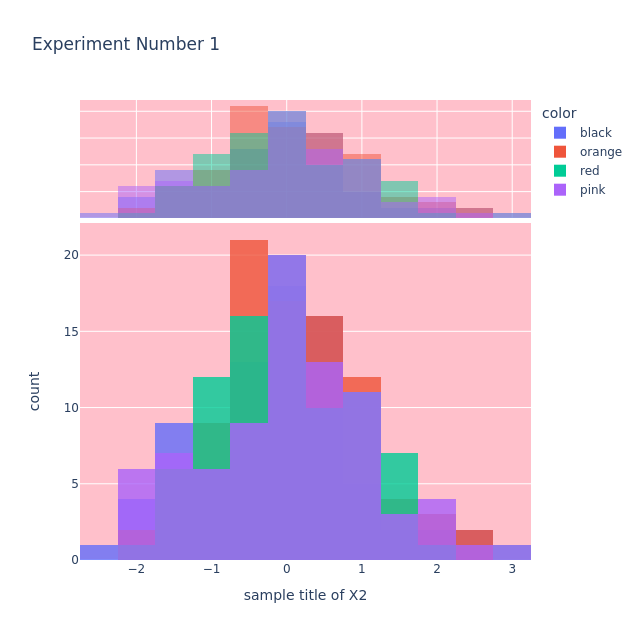 Experiment Number 1
color
black
orange
red
pink
20
15
10
5
0
count
−2
−1
0
1
2
3
sample title of X2